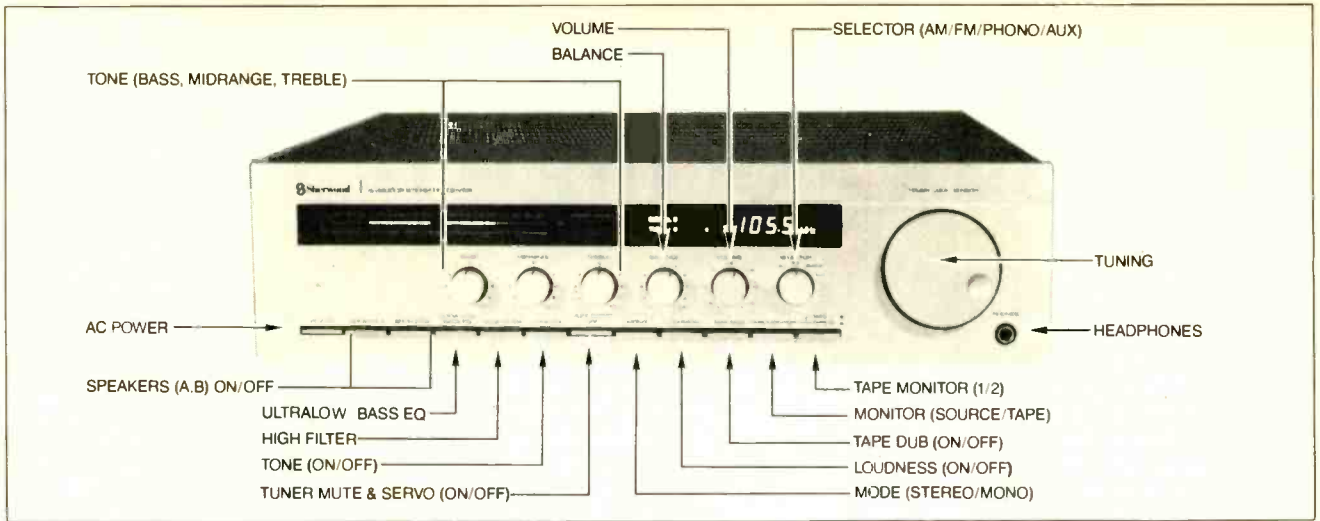 VOLUME
SELECTOR (AM/FM/PHONO/AUX)
BALANCE
TONE (BASS, MIDRANGE, TREBLE)
Sherwood
105.5
TUNING
AC POWER
HEADPHONES
SPEAKERS (A.B) ON/OFF
TAPE MONITOR (1/2)
ULTRALOW BASS EQ
MONITOR (SOURCE/TAPE)
HIGH FILTER
TAPE DUB (ON/OFF)
TONE (ON/OFF)
LOUDNESS (ON/OFF)
TUNER MUTE & SERVO (ON/OFF)
MODE (STEREO/MONO)